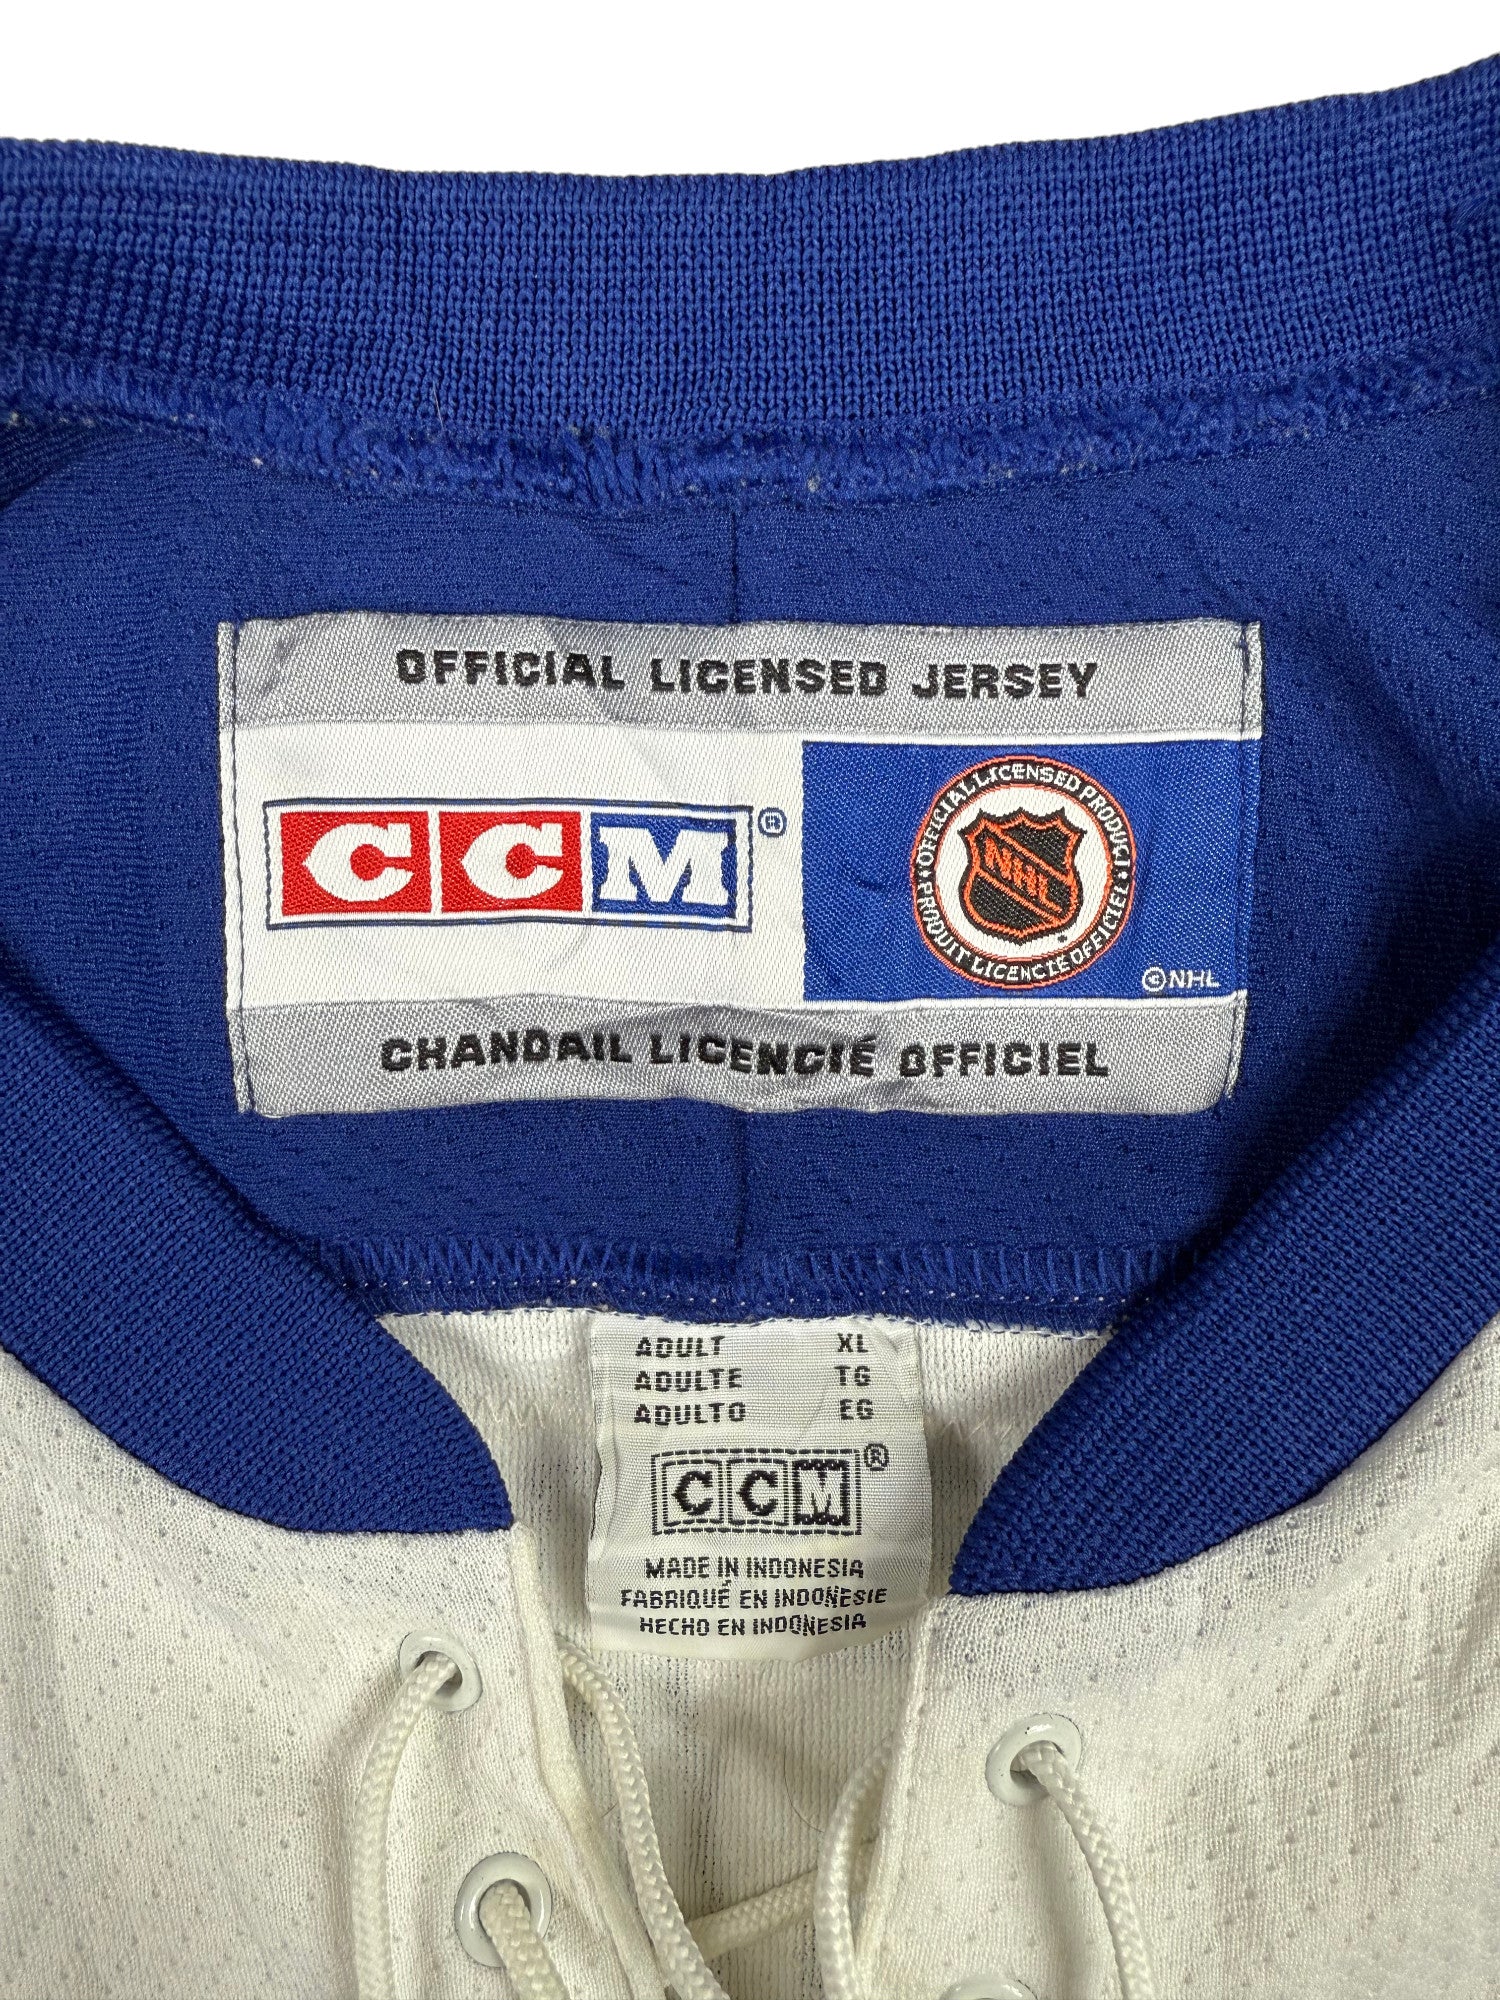 OFFICIAL LICENSED JERSEY
CCM®
OFFICIAL LICENSED PRODUCT
NHL
PRODUIT LICENCIÉ OFFICIEL
©NHL
CHANDAIL LICENCIÉ OFFICIEL
ADULT XL
ADULTE TG
ADULTO EG
CCM®
MADE IN INDONESIA
FABRIQUÉ EN INDONESIE
HECHO EN INDONESIA